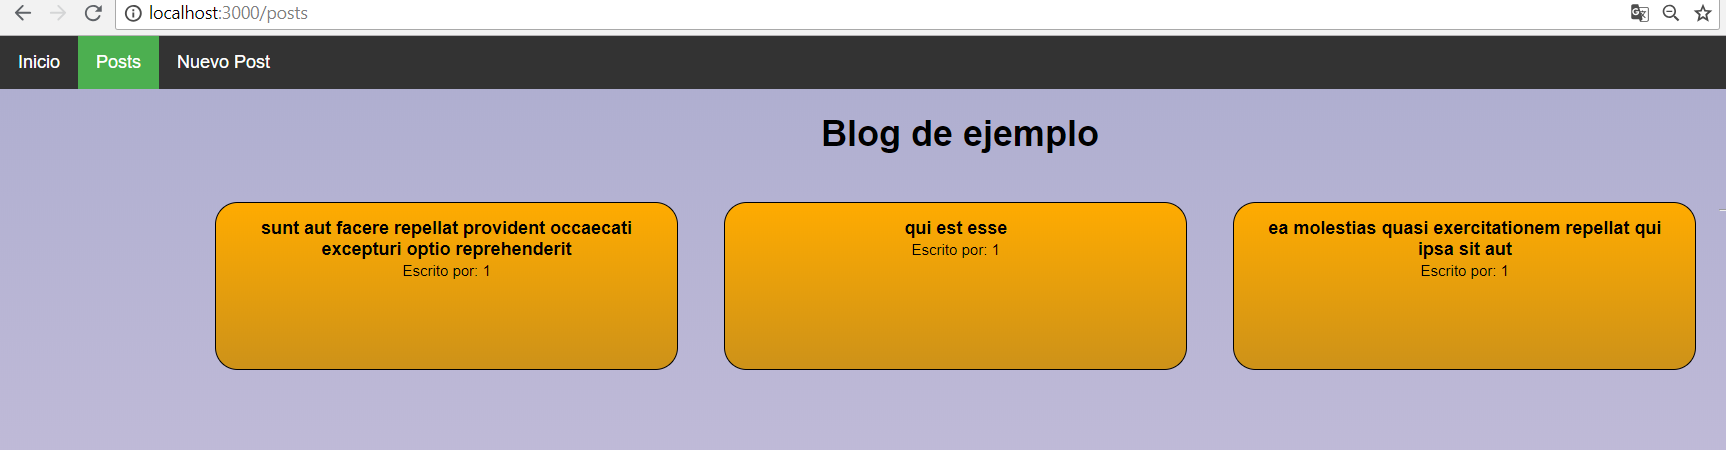 localhost:3000/posts
Inicio Posts Nuevo Post
Blog de ejemplo
sunt aut facere repellat provident occaecati
excepturi optio reprehenderit
Escrito por: 1
qui est esse
Escrito por: 1
ea molestias quasi exercitationem repellat qui
ipsa sit aut
Escrito por: 1